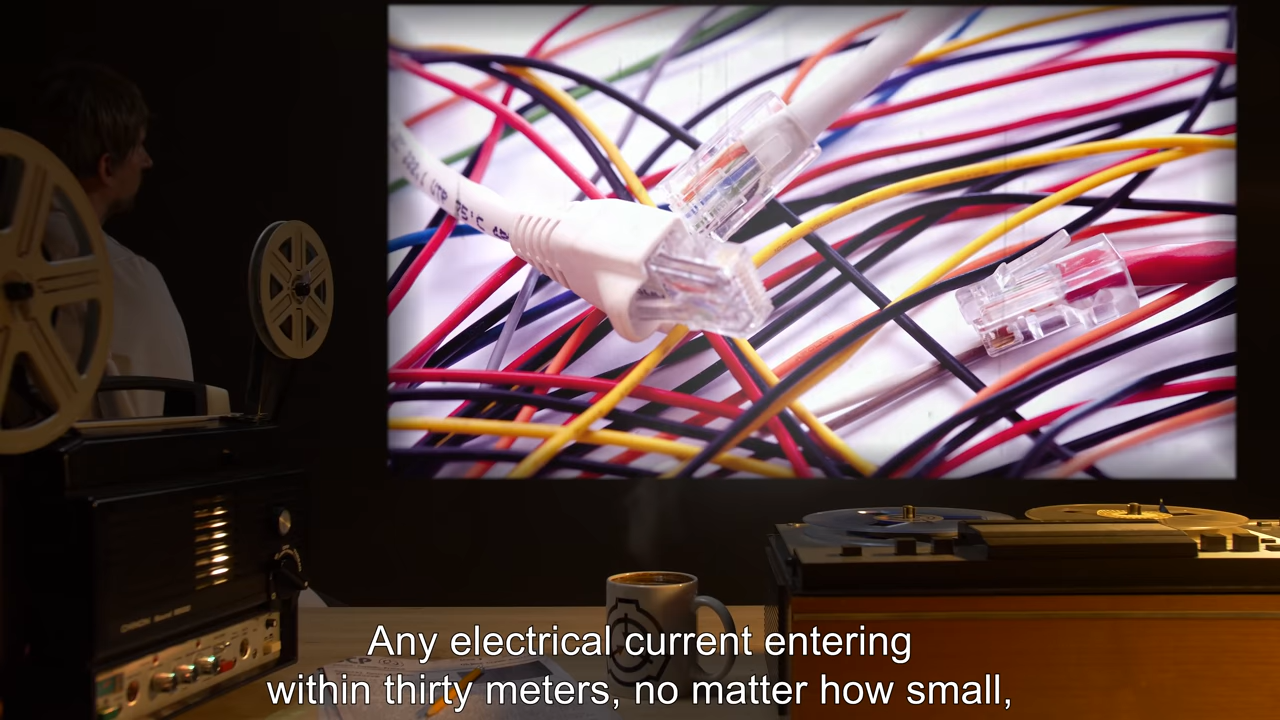 Any electrical current entering
within thirty meters, no matter how small,